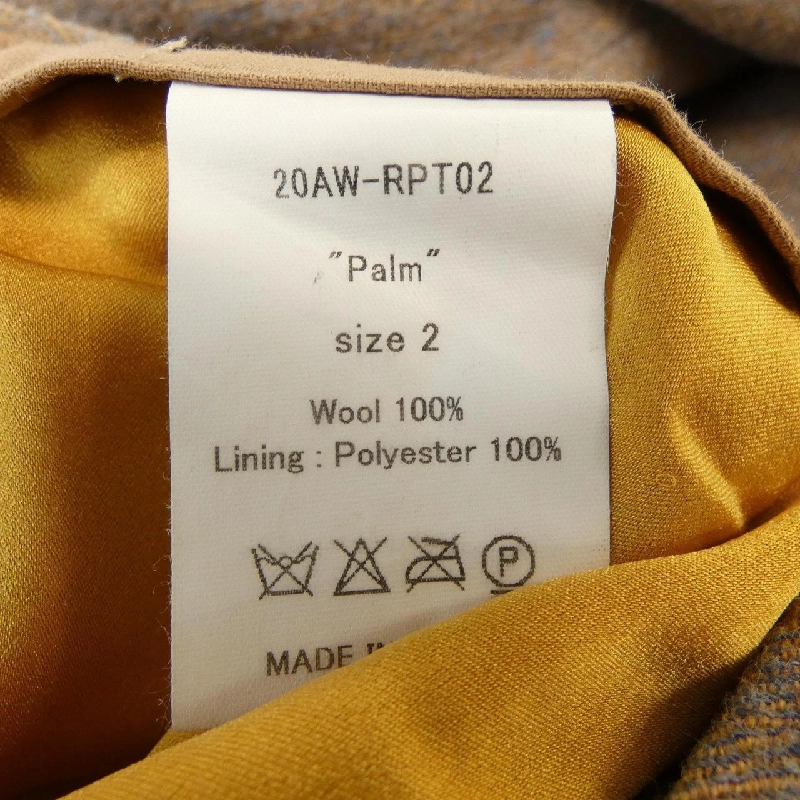 20AW-RPT02
"Palm"
size 2
Wool 100%
Lining : Polyester 100%
P
MADE